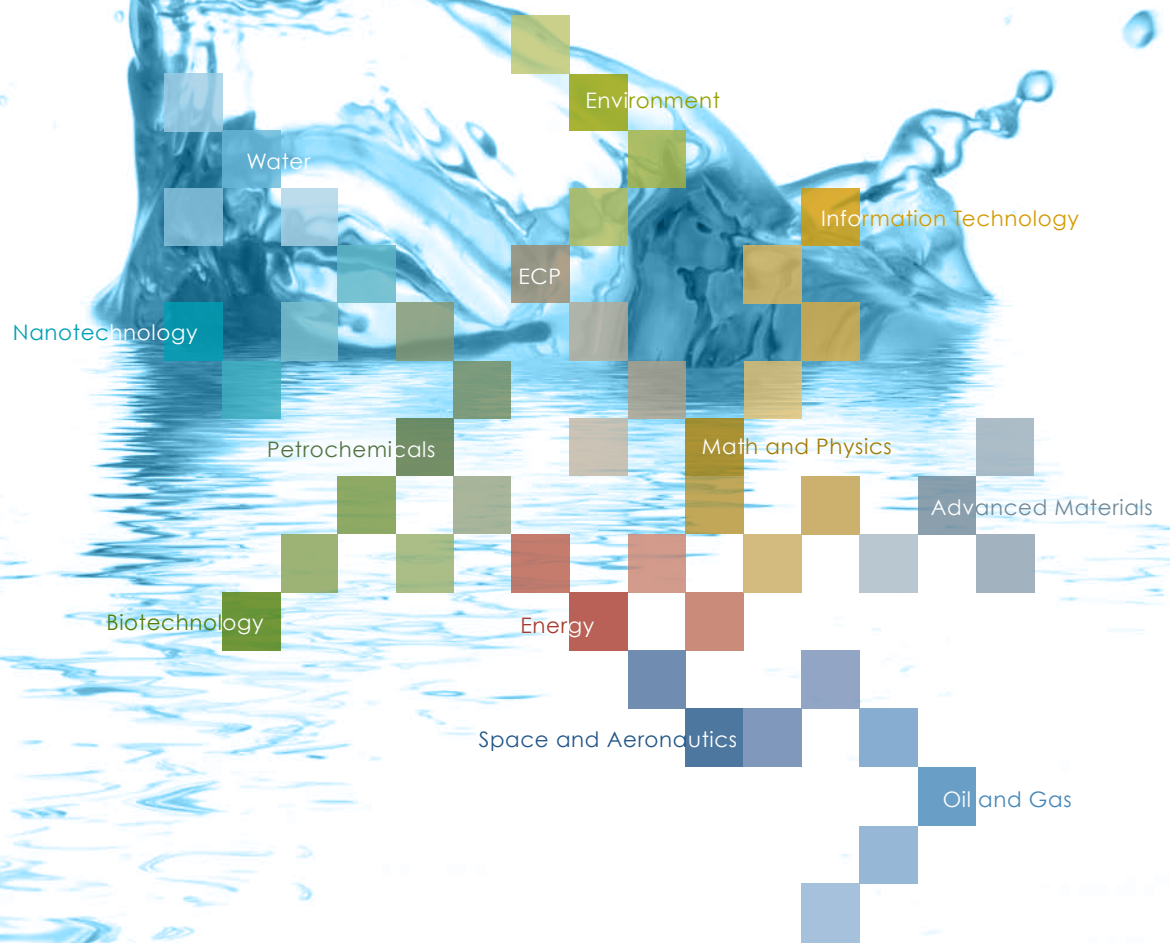 Environment
Water
Information Technology
ECP
Nanotechnology
Petrochemicals
Math and Physics
Advanced Materials
Biotechnology
Energy
Space and Aeronautics
Oil and Gas